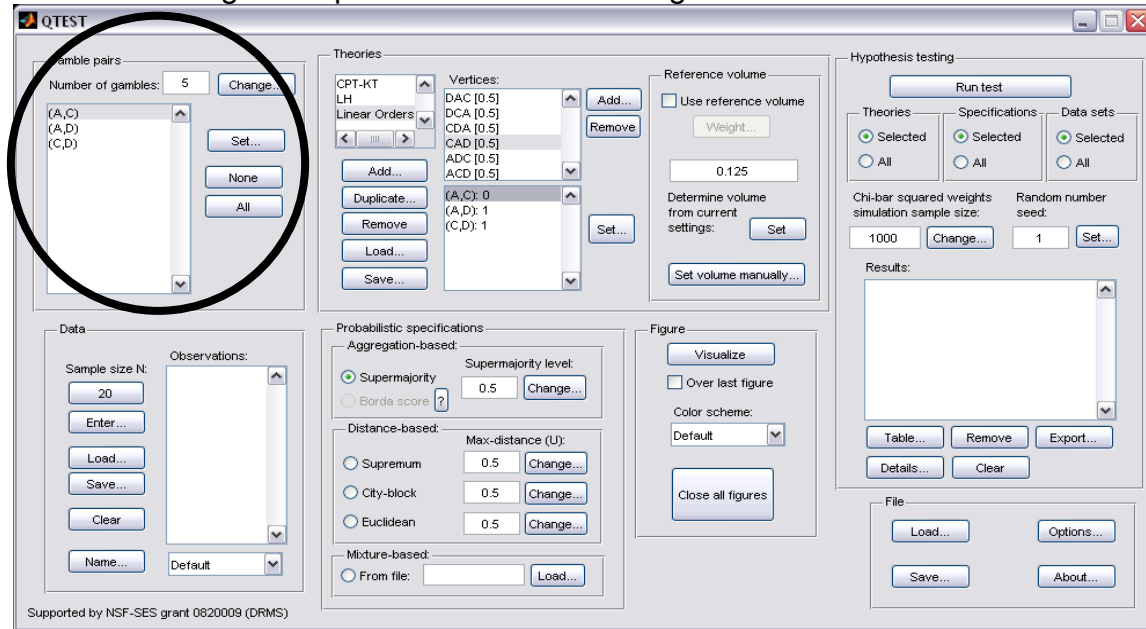 QTEST
Gamble pairs
Number of gambles: 5 Change...
(A,C)
(A,D)
(C,D)
Set...
None
All
Theories
CPT-KT
LH
Linear Orders
Add...
Duplicate...
Remove
Load...
Save...
Vertices:
DAC [0.5]
DCA [0.5]
CDA [0.5]
CAD [0.5]
ADC [0.5]
ACD [0.5]
Add...
Remove
(A,C): 0
(A,D): 1
(C,D): 1
Set...
Reference volume
Use reference volume
Weight...
0.125
Determine volume
from current
settings: Set
Set volume manually...
Hypothesis testing
Run test
Theories
Selected
All
Specifications
Selected
All
Data sets
Selected
All
Chi-bar squared weights
simulation sample size:
1000 Change...
Random number
seed:
1 Set...
Results:
Table... Remove Export...
Details... Clear
Data
Sample size N:
20
Enter...
Load...
Save...
Clear
Name...
Observations:
Default
Probabilistic specifications
Aggregation-based:
Supermajority level:
Supermajority 0.5 Change...
Borda score ?
Distance-based:
Max-distance (U):
Supremum 0.5 Change...
City-block 0.5 Change...
Euclidean 0.5 Change...
Mixture-based:
From file: Load...
Figure
Visualize
Over last figure
Color scheme:
Default
Close all figures
File
Load... Options...
Save... About...
Supported by NSF-SES grant 0820009 (DRMS)